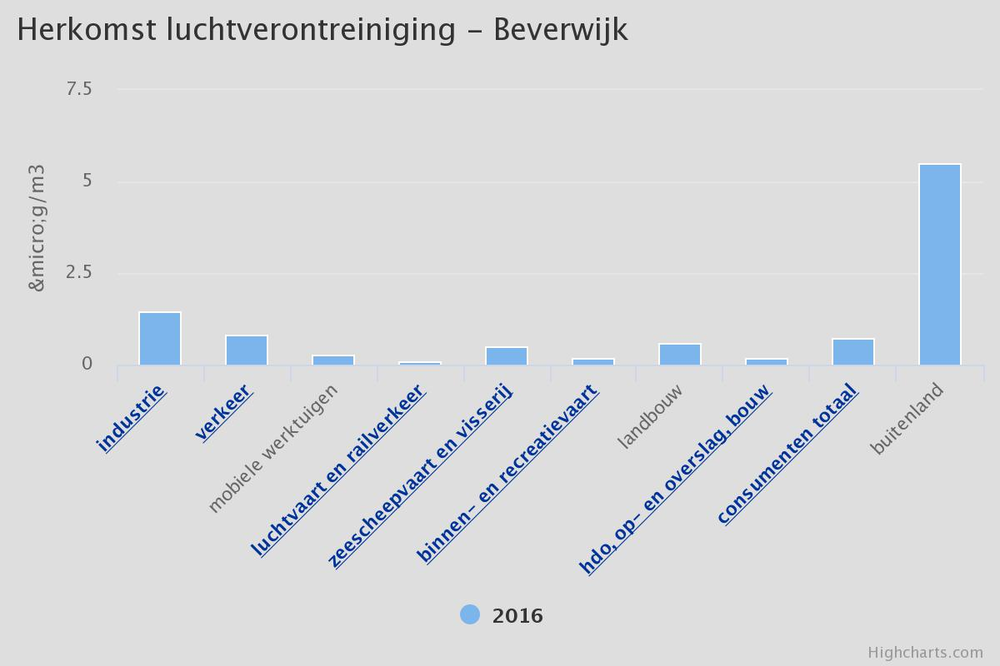 Herkomst luchtverontreiniging - Beverwijk
7.5
5
2.5
0
&micro;g/m3
industrie
verkeer
mobiele werktuigen
luchtvaart en railverkeer
zeescheepvaart en visserij
binnen- en recreatievaart
landbouw
hdo, op- en overslag, bouw
consumenten totaal
buitenland
2016
Highcharts.com